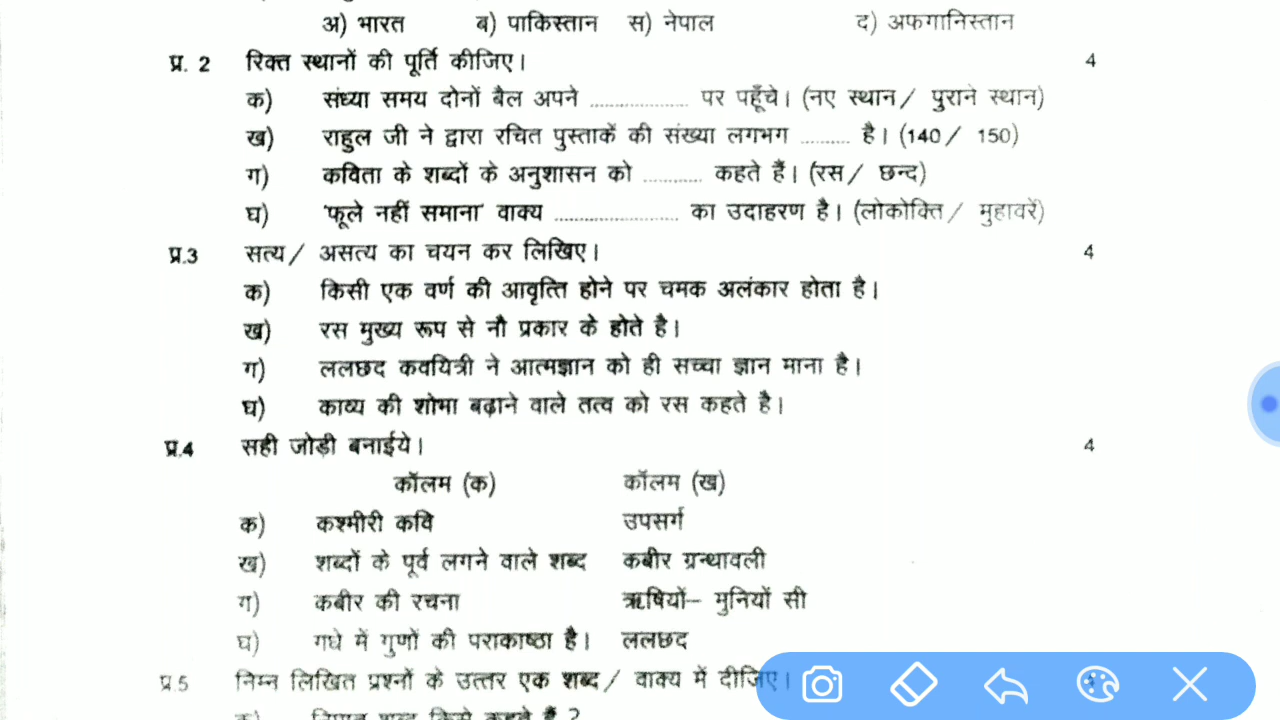 अ) भारत ब) पाकिस्तान स) नेपाल द) अफगानिस्तान
प्र. 2 रिक्त स्थानों की पूर्ति कीजिए। 4
क) संध्या समय दोनों बैल अपने ................. पर पहूँचे। (नए स्थान/ पुराने स्थान)
ख) राहुल जी ने द्वारा रचित पुस्ताकें की संख्या लगभग ......... है। (140/ 150)
ग) कविता के शब्दों के अनुशासन को .......... कहते हैं। (रस/ छन्द)
घ) 'फूले नहीं समाना' वाक्य ...................... का उदाहरण है। (लोकोक्ति/ मुहावरें)
प्र.3 सत्य/ असत्य का चयन कर लिखिए। 4
क) किसी एक वर्ण की आवृत्ति होने पर चमक अलंकार होता है।
ख) रस मुख्य रूप से नौ प्रकार के होते है।
ग) ललछद कवयित्री ने आत्मज्ञान को ही सच्चा ज्ञान माना है।
घ) काव्य की शोभा बढ़ाने वाले तत्व को रस कहते है।
प्र.4 सही जोड़ी बनाईये। 4
कॉलम (क) कॉलम (ख)
क) कश्मीरी कवि उपसर्ग
ख) शब्दों के पूर्व लगने वाले शब्द कबीर ग्रन्थावली
ग) कबीर की रचना ऋषियों- मुनियों सी
घ) गधे में गुणों की पराकाष्ठा है। ललछद
प्र.5 निम्न लिखित प्रश्नों के उत्तर एक शब्द/ वाक्य में दीजिए।
क) निपात शब्द किसे कहते हैं ?